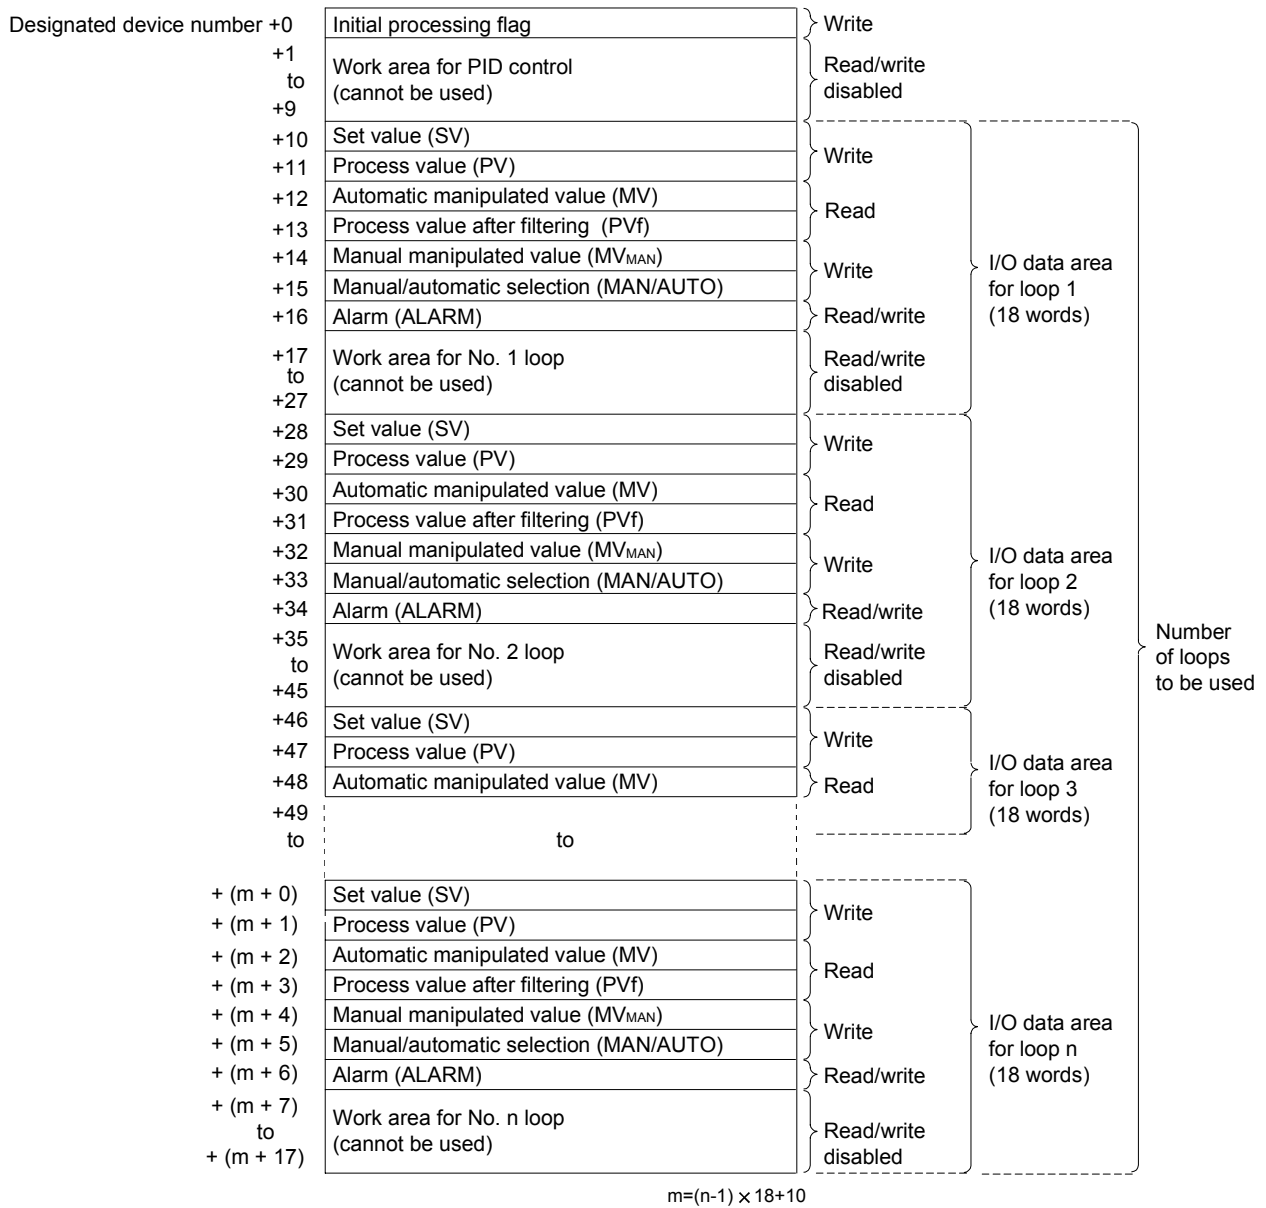 Designated device number +0 Initial processing flag Write
+1
to
+9
Work area for PID control
(cannot be used)
Read/write
disabled
+10 Set value (SV)
+11 Process value (PV)
Write
+12 Automatic manipulated value (MV)
+13 Process value after filtering (PVf)
Read
+14 Manual manipulated value (MVMAN)
+15 Manual/automatic selection (MAN/AUTO)
Write
+16 Alarm (ALARM) Read/write
+17
to
+27
Work area for No. 1 loop
(cannot be used)
Read/write
disabled
I/O data area
for loop 1
(18 words)
+28 Set value (SV)
+29 Process value (PV)
Write
+30 Automatic manipulated value (MV)
+31 Process value after filtering (PVf)
Read
+32 Manual manipulated value (MVMAN)
+33 Manual/automatic selection (MAN/AUTO)
Write
+34 Alarm (ALARM) Read/write
+35
to
+45
Work area for No. 2 loop
(cannot be used)
Read/write
disabled
I/O data area
for loop 2
(18 words)
+46 Set value (SV)
+47 Process value (PV)
Write
+48 Automatic manipulated value (MV) Read
+49
to
to
I/O data area
for loop 3
(18 words)
+ (m + 0) Set value (SV)
+ (m + 1) Process value (PV)
Write
+ (m + 2) Automatic manipulated value (MV)
+ (m + 3) Process value after filtering (PVf)
Read
+ (m + 4) Manual manipulated value (MVMAN)
+ (m + 5) Manual/automatic selection (MAN/AUTO)
Write
+ (m + 6) Alarm (ALARM) Read/write
+ (m + 7)
to
+ (m + 17)
Work area for No. n loop
(cannot be used)
Read/write
disabled
I/O data area
for loop n
(18 words)
Number
of loops
to be used
m=(n-1) × 18+10